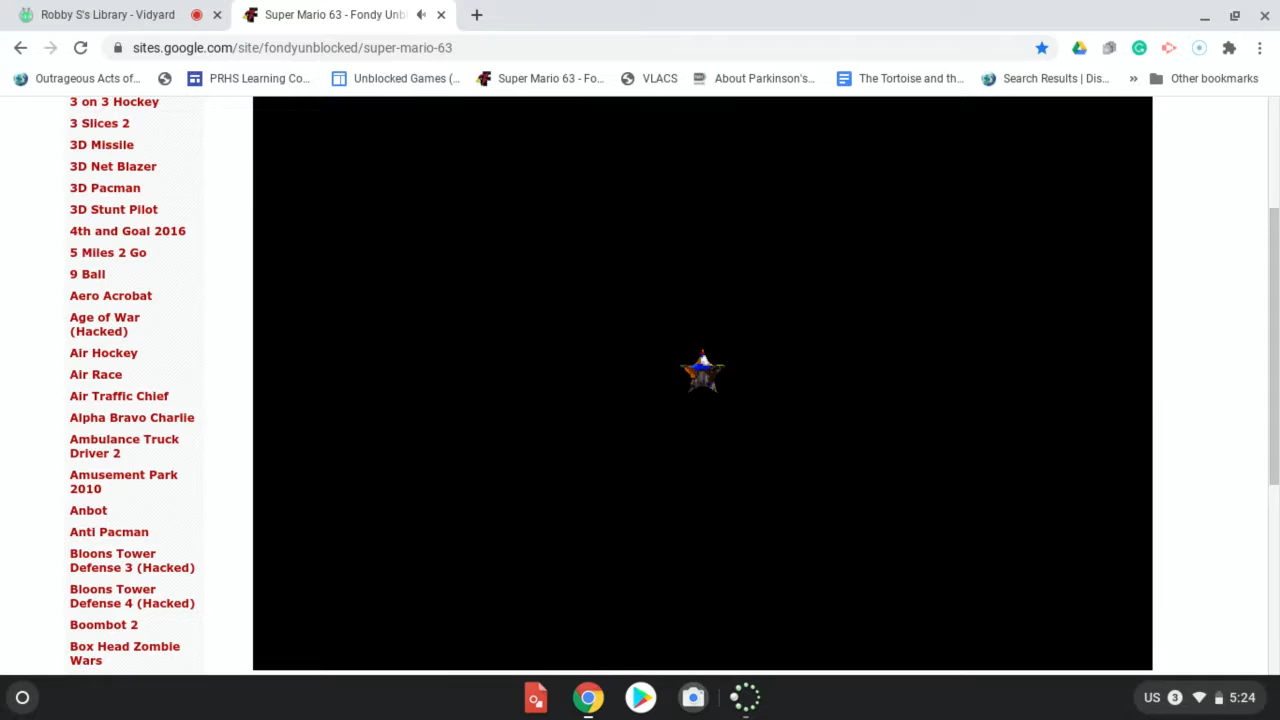 Robby S's Library - Vidyard
Super Mario 63 - Fondy Unbl
sites.google.com/site/fondyunblocked/super-mario-63
Outrageous Acts of...
PRHS Learning Co...
Unblocked Games (...
Super Mario 63 - Fo...
VLACS
About Parkinson's...
The Tortoise and th...
Search Results | Dis...
»
Other bookmarks
3 on 3 Hockey
3 Slices 2
3D Missile
3D Net Blazer
3D Pacman
3D Stunt Pilot
4th and Goal 2016
5 Miles 2 Go
9 Ball
Aero Acrobat
Age of War
(Hacked)
Air Hockey
Air Race
Air Traffic Chief
Alpha Bravo Charlie
Ambulance Truck
Driver 2
Amusement Park
2010
Anbot
Anti Pacman
Bloons Tower
Defense 3 (Hacked)
Bloons Tower
Defense 4 (Hacked)
Boombot 2
Box Head Zombie
Wars
US 3 5:24